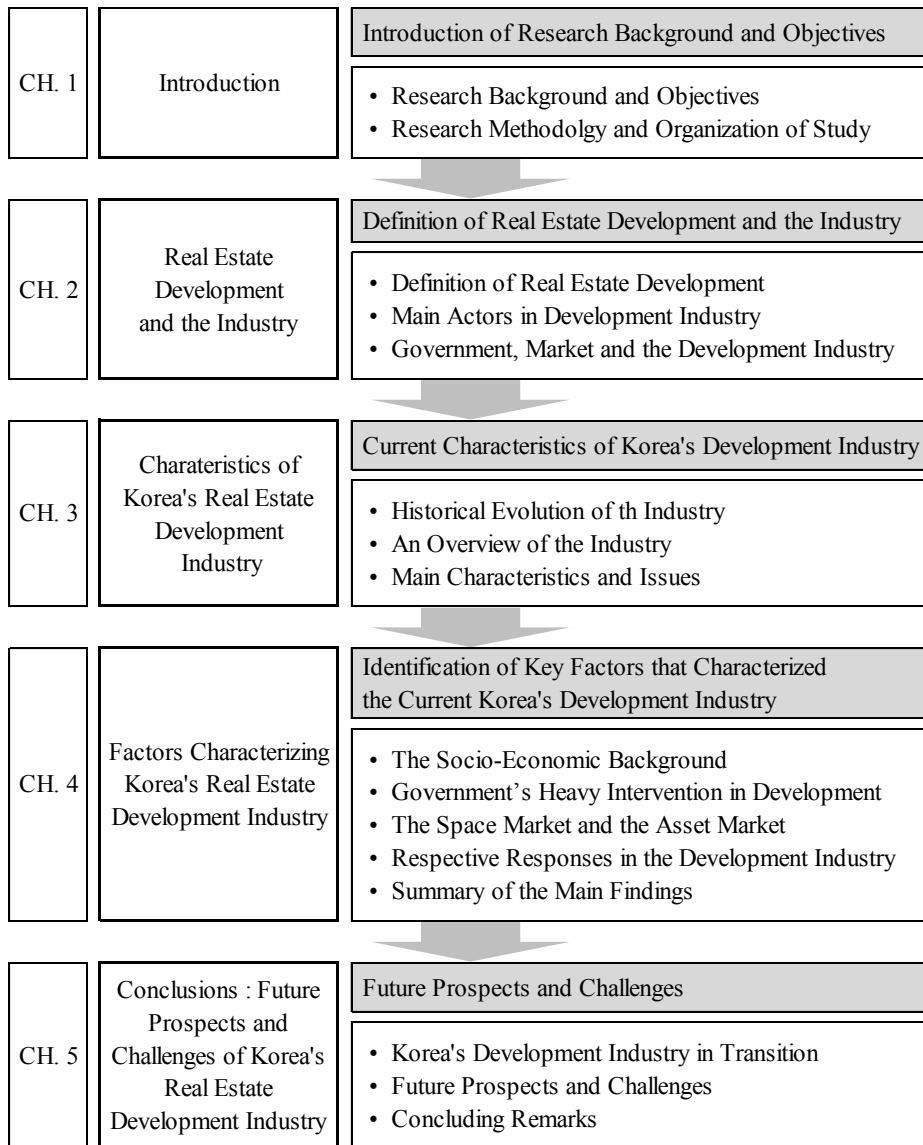 CH. 1
Introduction
Introduction of Research Background and Objectives
• Research Background and Objectives
• Research Methodolgy and Organization of Study
CH. 2
Real Estate
Development
and the Industry
Definition of Real Estate Development and the Industry
• Definition of Real Estate Development
• Main Actors in Development Industry
• Government, Market and the Development Industry
CH. 3
Charateristics of
Korea's Real Estate
Development
Industry
Current Characteristics of Korea's Development Industry
• Historical Evolution of th Industry
• An Overview of the Industry
• Main Characteristics and Issues
CH. 4
Factors Characterizing
Korea's Real Estate
Development Industry
Identification of Key Factors that Characterized
the Current Korea's Development Industry
• The Socio-Economic Background
• Government’s Heavy Intervention in Development
• The Space Market and the Asset Market
• Respective Responses in the Development Industry
• Summary of the Main Findings
CH. 5
Conclusions : Future
Prospects and
Challenges of Korea's
Real Estate
Development Industry
Future Prospects and Challenges
• Korea's Development Industry in Transition
• Future Prospects and Challenges
• Concluding Remarks